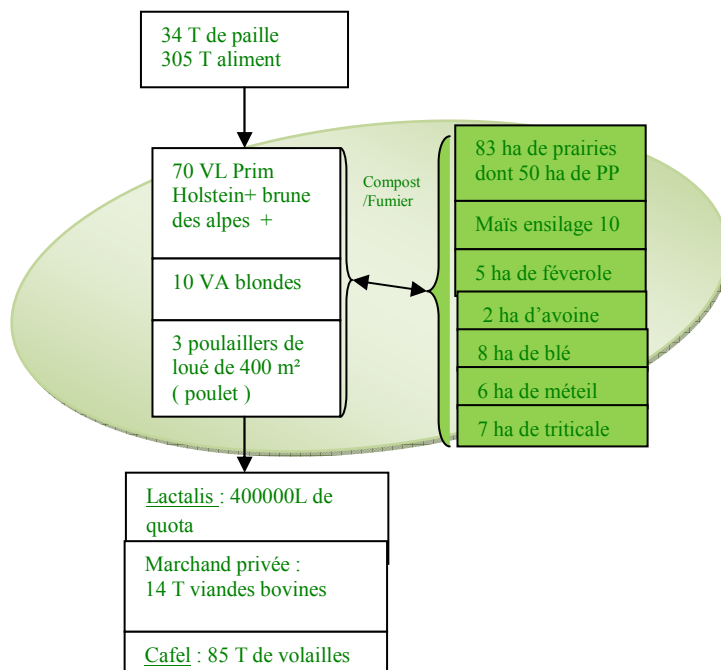 34 T de paille
305 T aliment
70 VL Prim
Holstein+ brune
des alpes +
10 VA blondes
3 poulaillers de
loué de 400 m²
( poulet )
Compost
/Fumier
83 ha de prairies
dont 50 ha de PP
Maïs ensilage 10
5 ha de féverole
2 ha d’avoine
8 ha de blé
6 ha de méteil
7 ha de triticale
Lactalis : 400000L de
quota
Marchand privée :
14 T viandes bovines
Cafel : 85 T de volailles